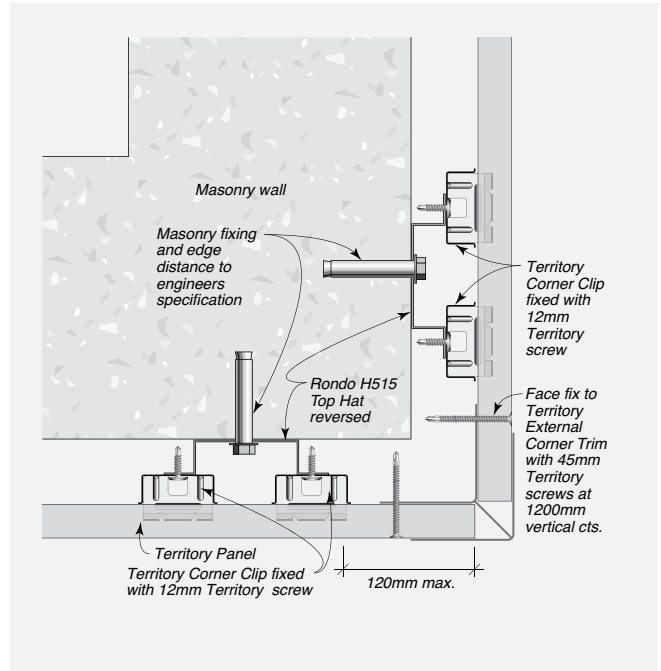 Masonry wall
Masonry fixing
and edge
distance to
engineers
specification
Territory
Corner Clip
fixed with
12mm
Territory
screw
Rondo H515
Top Hat
reversed
Face fix to
Territory
External
Corner Trim
with 45mm
Territory
screws at
1200mm
vertical cts.
Territory Panel
Territory Corner Clip fixed
with 12mm Territory screw
120mm max.